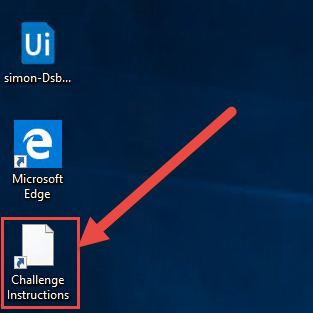 Ui
simon-Dsb...
Microsoft
Edge
Challenge
Instructions